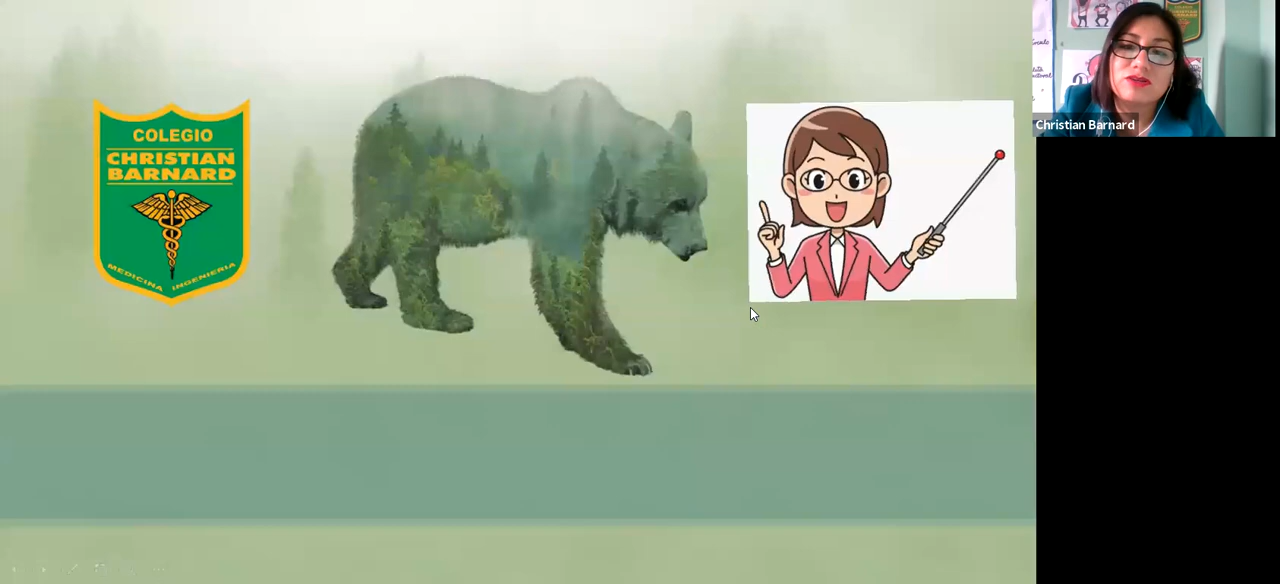 COLEGIO
CHRISTIAN
BARNARD
MEDICINA INGENIERIA
Christian Barnard